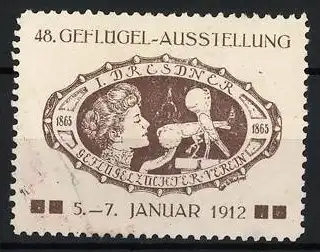 48. GEFLÜGEL-AUSSTELLUNG
I. DRESDNER
1865 1865
GEFLÜGELZÜCHTER-VEREIN
5.–7. JANUAR 1912